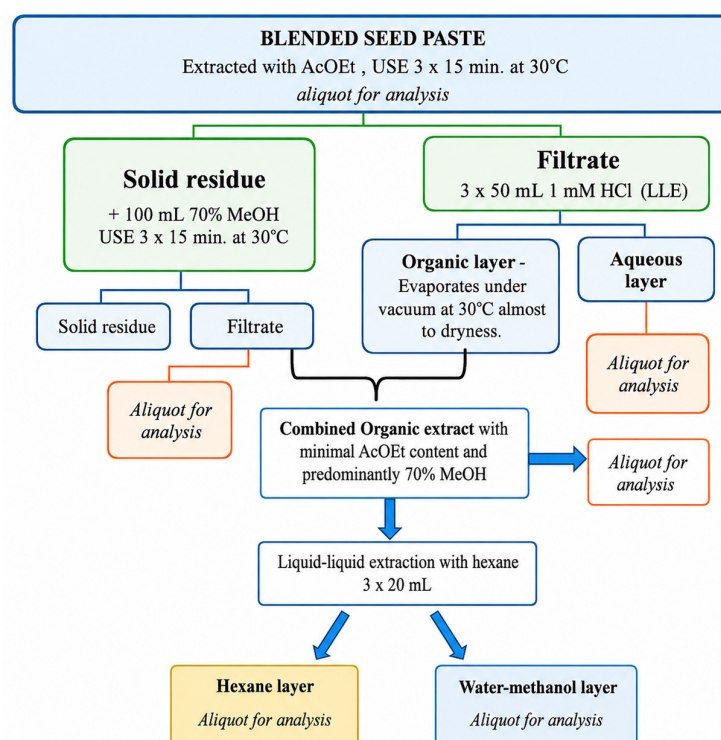 BLENDED SEED PASTE
Extracted with AcOEt , USE 3 x 15 min. at 30°C
aliquot for analysis
Solid residue
+ 100 mL 70% MeOH
USE 3 x 15 min. at 30°C
Filtrate
3 x 50 mL 1 mM HCl (LLE)
Organic layer -
Evaporates under
vacuum at 30°C almost
to dryness.
Aqueous
layer
Solid residue
Filtrate
Aliquot for
analysis
Aliquot for
analysis
Combined Organic extract with
minimal AcOEt content and
predominantly 70% MeOH
Aliquot for
analysis
Liquid-liquid extraction with hexane
3 x 20 mL
Hexane layer
Aliquot for analysis
Water-methanol layer
Aliquot for analysis